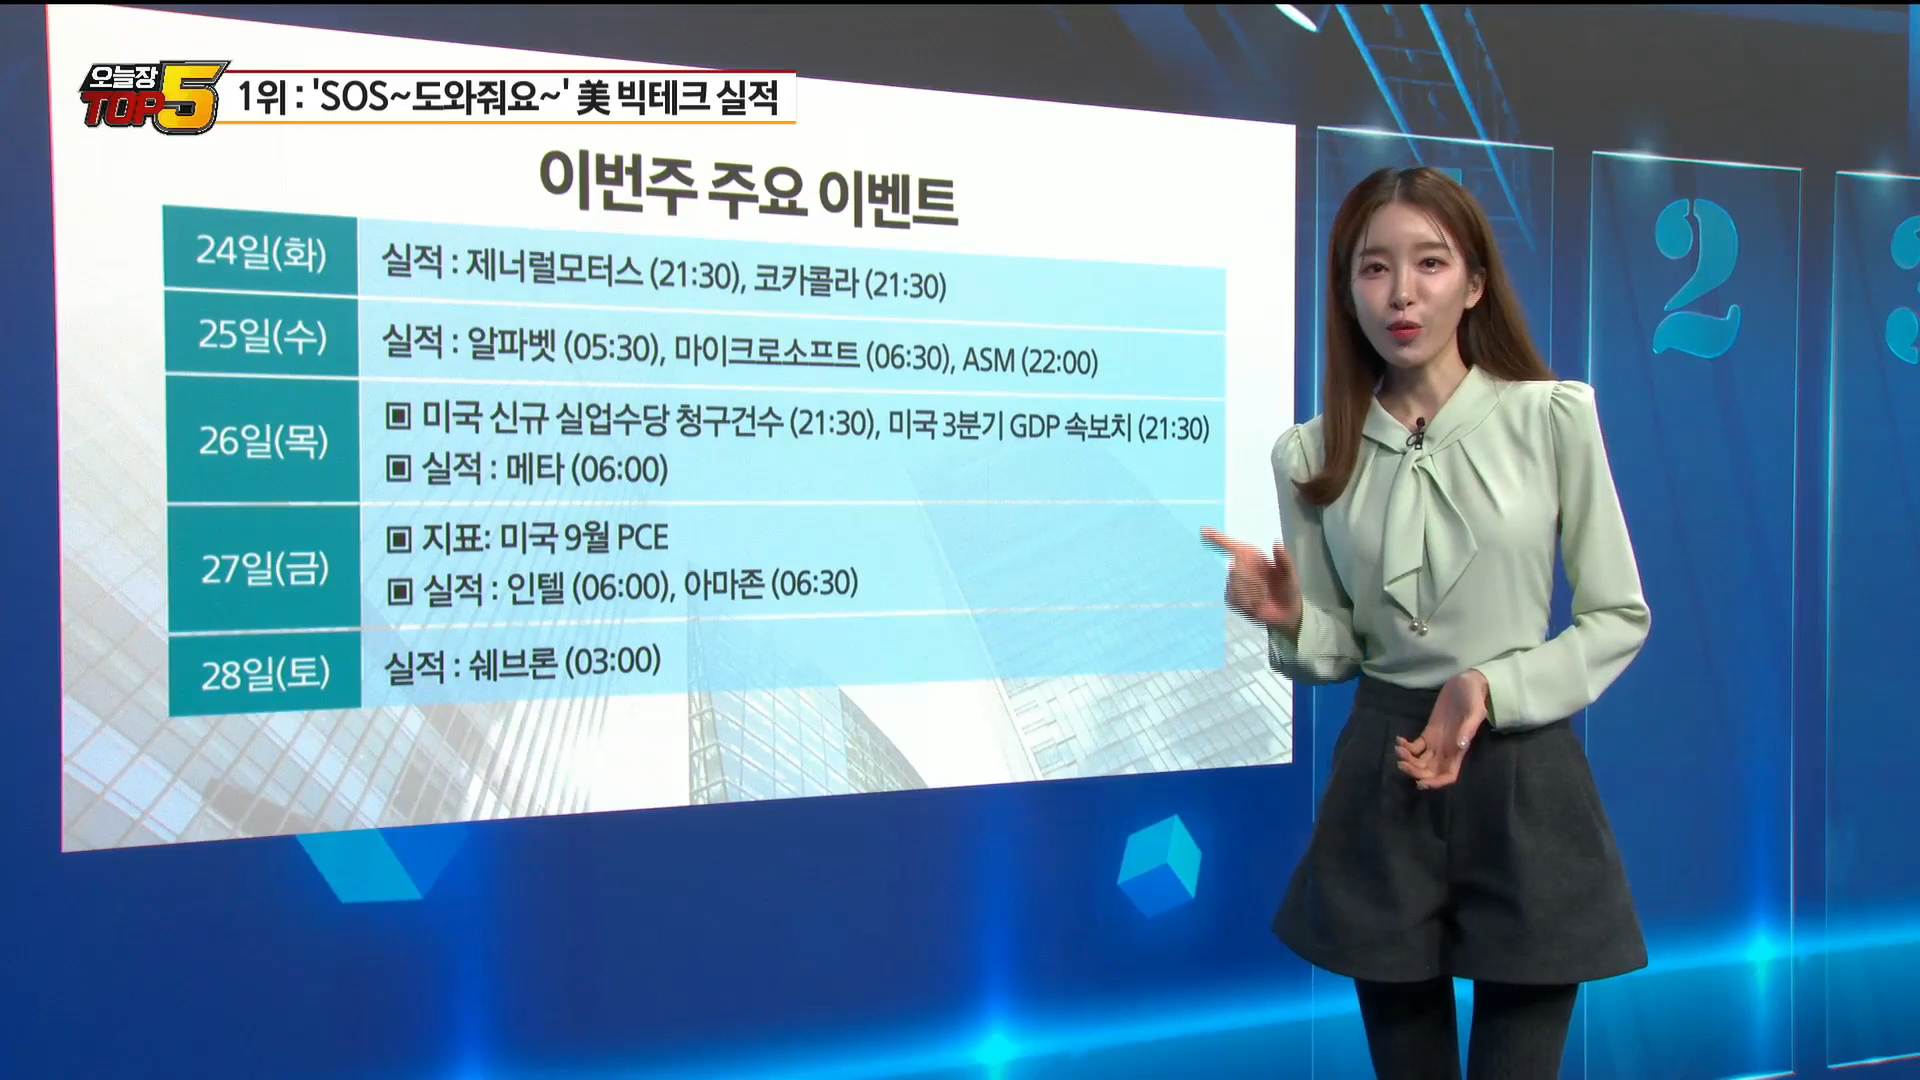 오늘장
TOP5
1위 : 'SOS~도와줘요~' 美 빅테크 실적
이번주 주요 이벤트
24일(화) 실적 : 제너럴모터스 (21:30), 코카콜라 (21:30)
25일(수) 실적 : 알파벳 (05:30), 마이크로소프트 (06:30), ASM (22:00)
26일(목) ▣ 미국 신규 실업수당 청구건수 (21:30), 미국 3분기 GDP 속보치 (21:30)
▣ 실적 : 메타 (06:00)
27일(금) ▣ 지표: 미국 9월 PCE
▣ 실적 : 인텔 (06:00), 아마존 (06:30)
28일(토) 실적 : 쉐브론 (03:00)
2
3